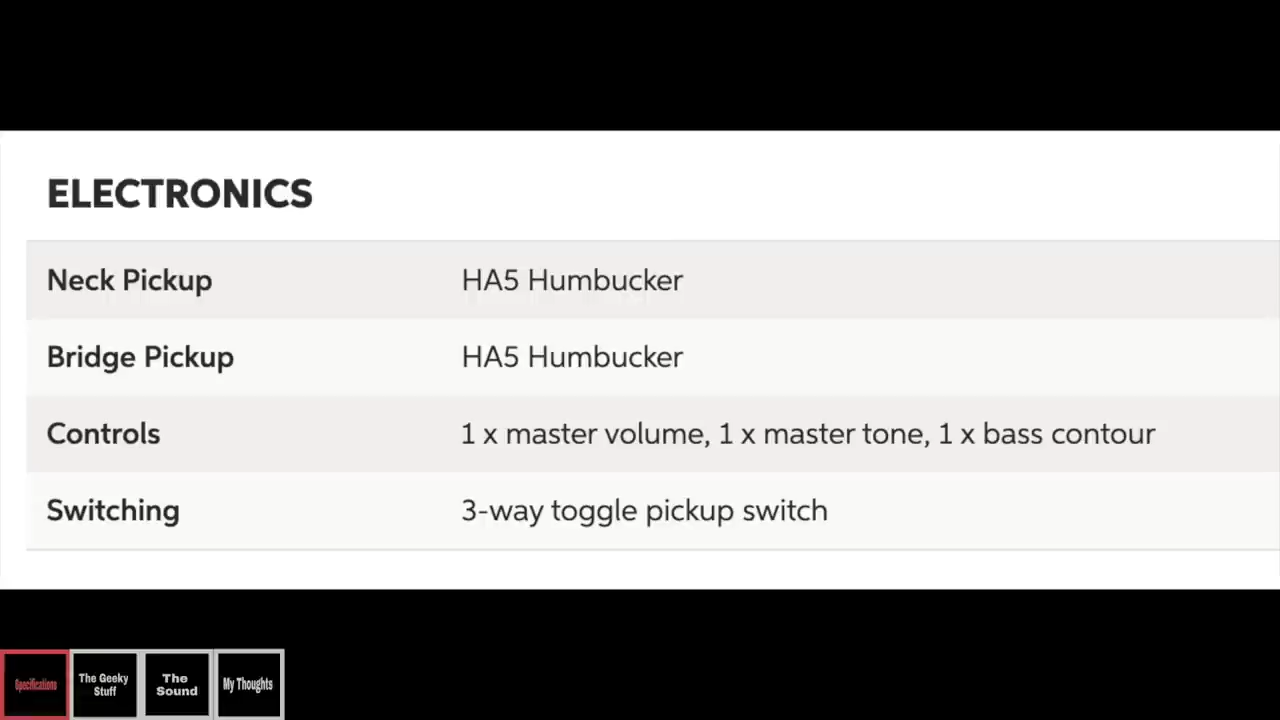 ELECTRONICS
Neck Pickup HA5 Humbucker
Bridge Pickup HA5 Humbucker
Controls 1 x master volume, 1 x master tone, 1 x bass contour
Switching 3-way toggle pickup switch
Specifications
The Geeky
Stuff
The
Sound
My Thoughts